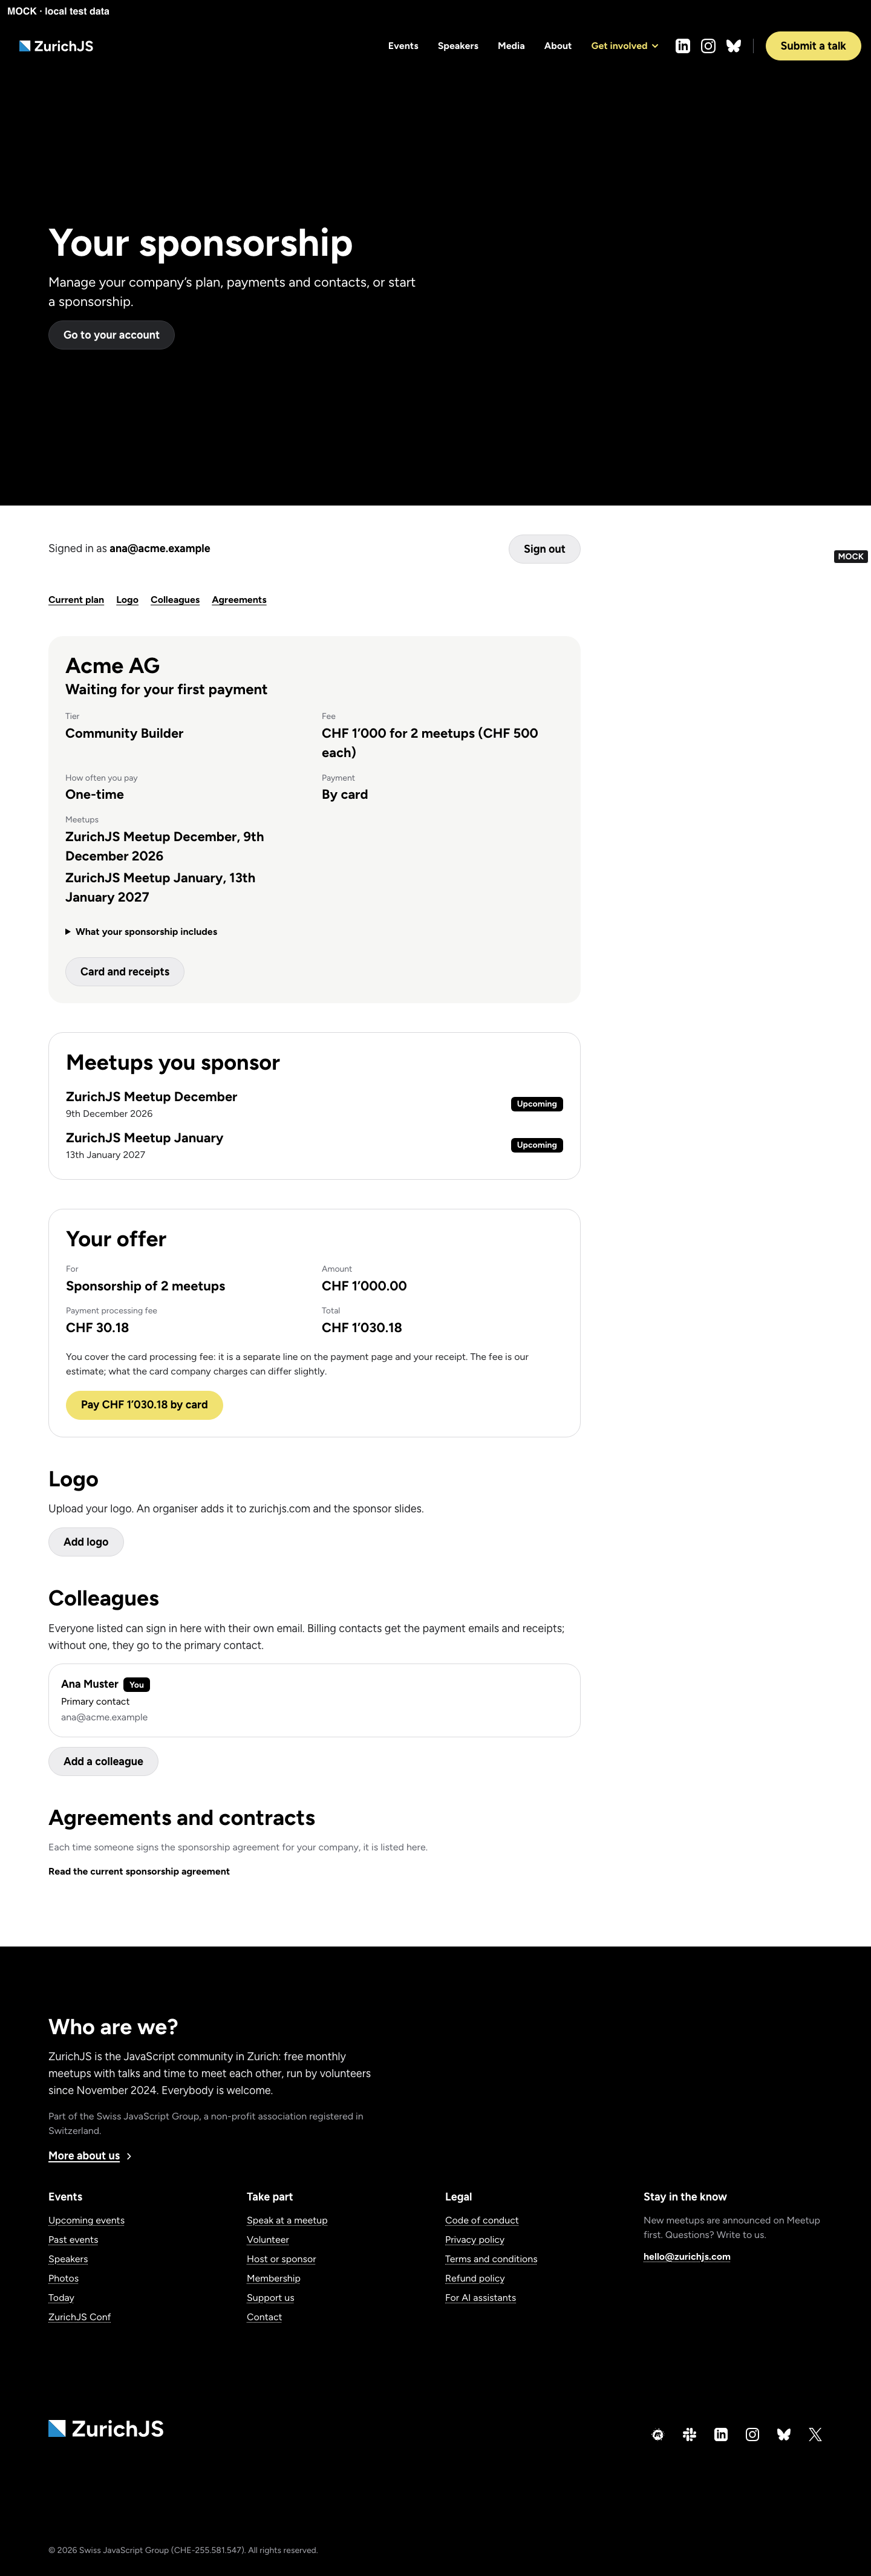 MOCK · local test data
ZurichJS
Events Speakers Media About Get involved Submit a talk
Your sponsorship
Manage your company’s plan, payments and contacts, or start
a sponsorship.
Go to your account
Signed in as ana@acme.example
Sign out
MOCK
Current plan Logo Colleagues Agreements
Acme AG
Waiting for your first payment
Tier
Community Builder
Fee
CHF 1’000 for 2 meetups (CHF 500
each)
How often you pay
One-time
Payment
By card
Meetups
ZurichJS Meetup December, 9th
December 2026
ZurichJS Meetup January, 13th
January 2027
What your sponsorship includes
Card and receipts
Meetups you sponsor
ZurichJS Meetup December
9th December 2026
Upcoming
ZurichJS Meetup January
13th January 2027
Upcoming
Your offer
For
Sponsorship of 2 meetups
Amount
CHF 1’000.00
Payment processing fee
CHF 30.18
Total
CHF 1’030.18
You cover the card processing fee: it is a separate line on the payment page and your receipt. The fee is our
estimate; what the card company charges can differ slightly.
Pay CHF 1’030.18 by card
Logo
Upload your logo. An organiser adds it to zurichjs.com and the sponsor slides.
Add logo
Colleagues
Everyone listed can sign in here with their own email. Billing contacts get the payment emails and receipts;
without one, they go to the primary contact.
Ana Muster You
Primary contact
ana@acme.example
Add a colleague
Agreements and contracts
Each time someone signs the sponsorship agreement for your company, it is listed here.
Read the current sponsorship agreement
Who are we?
ZurichJS is the JavaScript community in Zurich: free monthly
meetups with talks and time to meet each other, run by volunteers
since November 2024. Everybody is welcome.
Part of the Swiss JavaScript Group, a non-profit association registered in
Switzerland.
More about us
Events
Upcoming events
Past events
Speakers
Photos
Today
ZurichJS Conf
Take part
Speak at a meetup
Volunteer
Host or sponsor
Membership
Support us
Contact
Legal
Code of conduct
Privacy policy
Terms and conditions
Refund policy
For AI assistants
Stay in the know
New meetups are announced on Meetup
first. Questions? Write to us.
hello@zurichjs.com
ZurichJS
© 2026 Swiss JavaScript Group (CHE-255.581.547). All rights reserved.